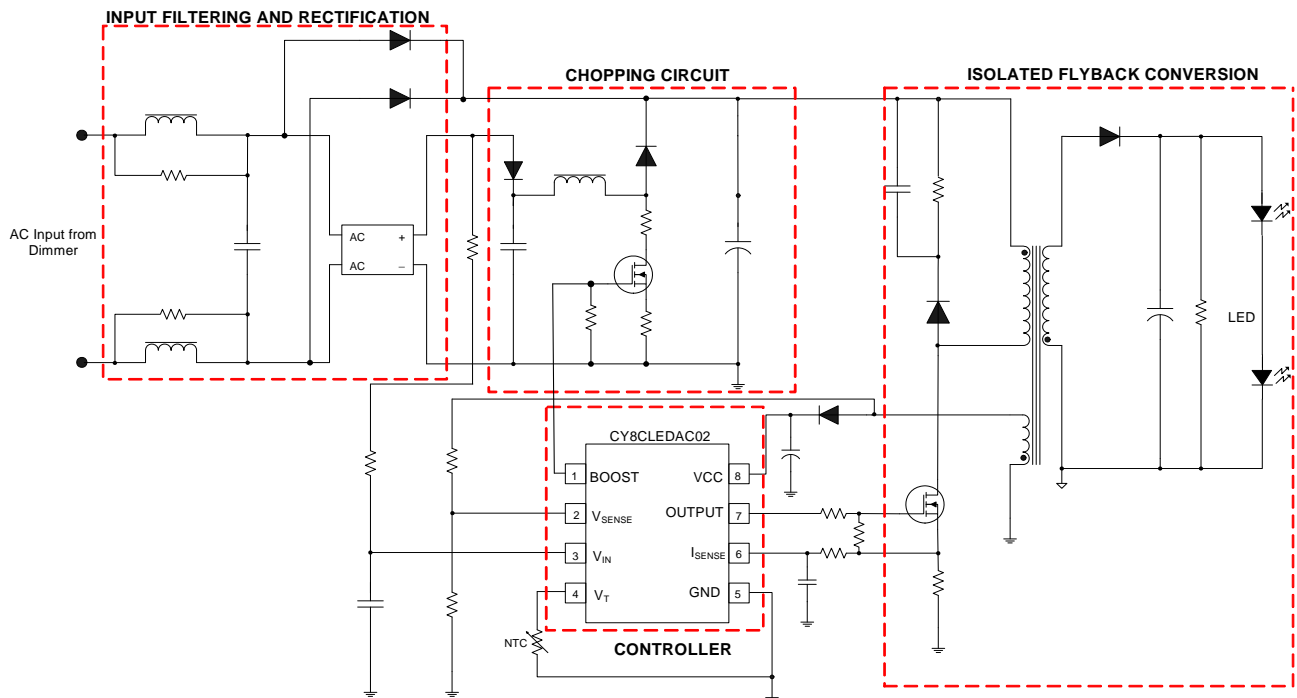 INPUT FILTERING AND RECTIFICATION
CHOPPING CIRCUIT
ISOLATED FLYBACK CONVERSION
AC Input from
Dimmer
AC +
AC –
LED
CY8CLEDAC02
1 BOOST
VCC 8
2 VSENSE
OUTPUT 7
3 VIN
ISENSE 6
4 VT
GND 5
NTC
CONTROLLER